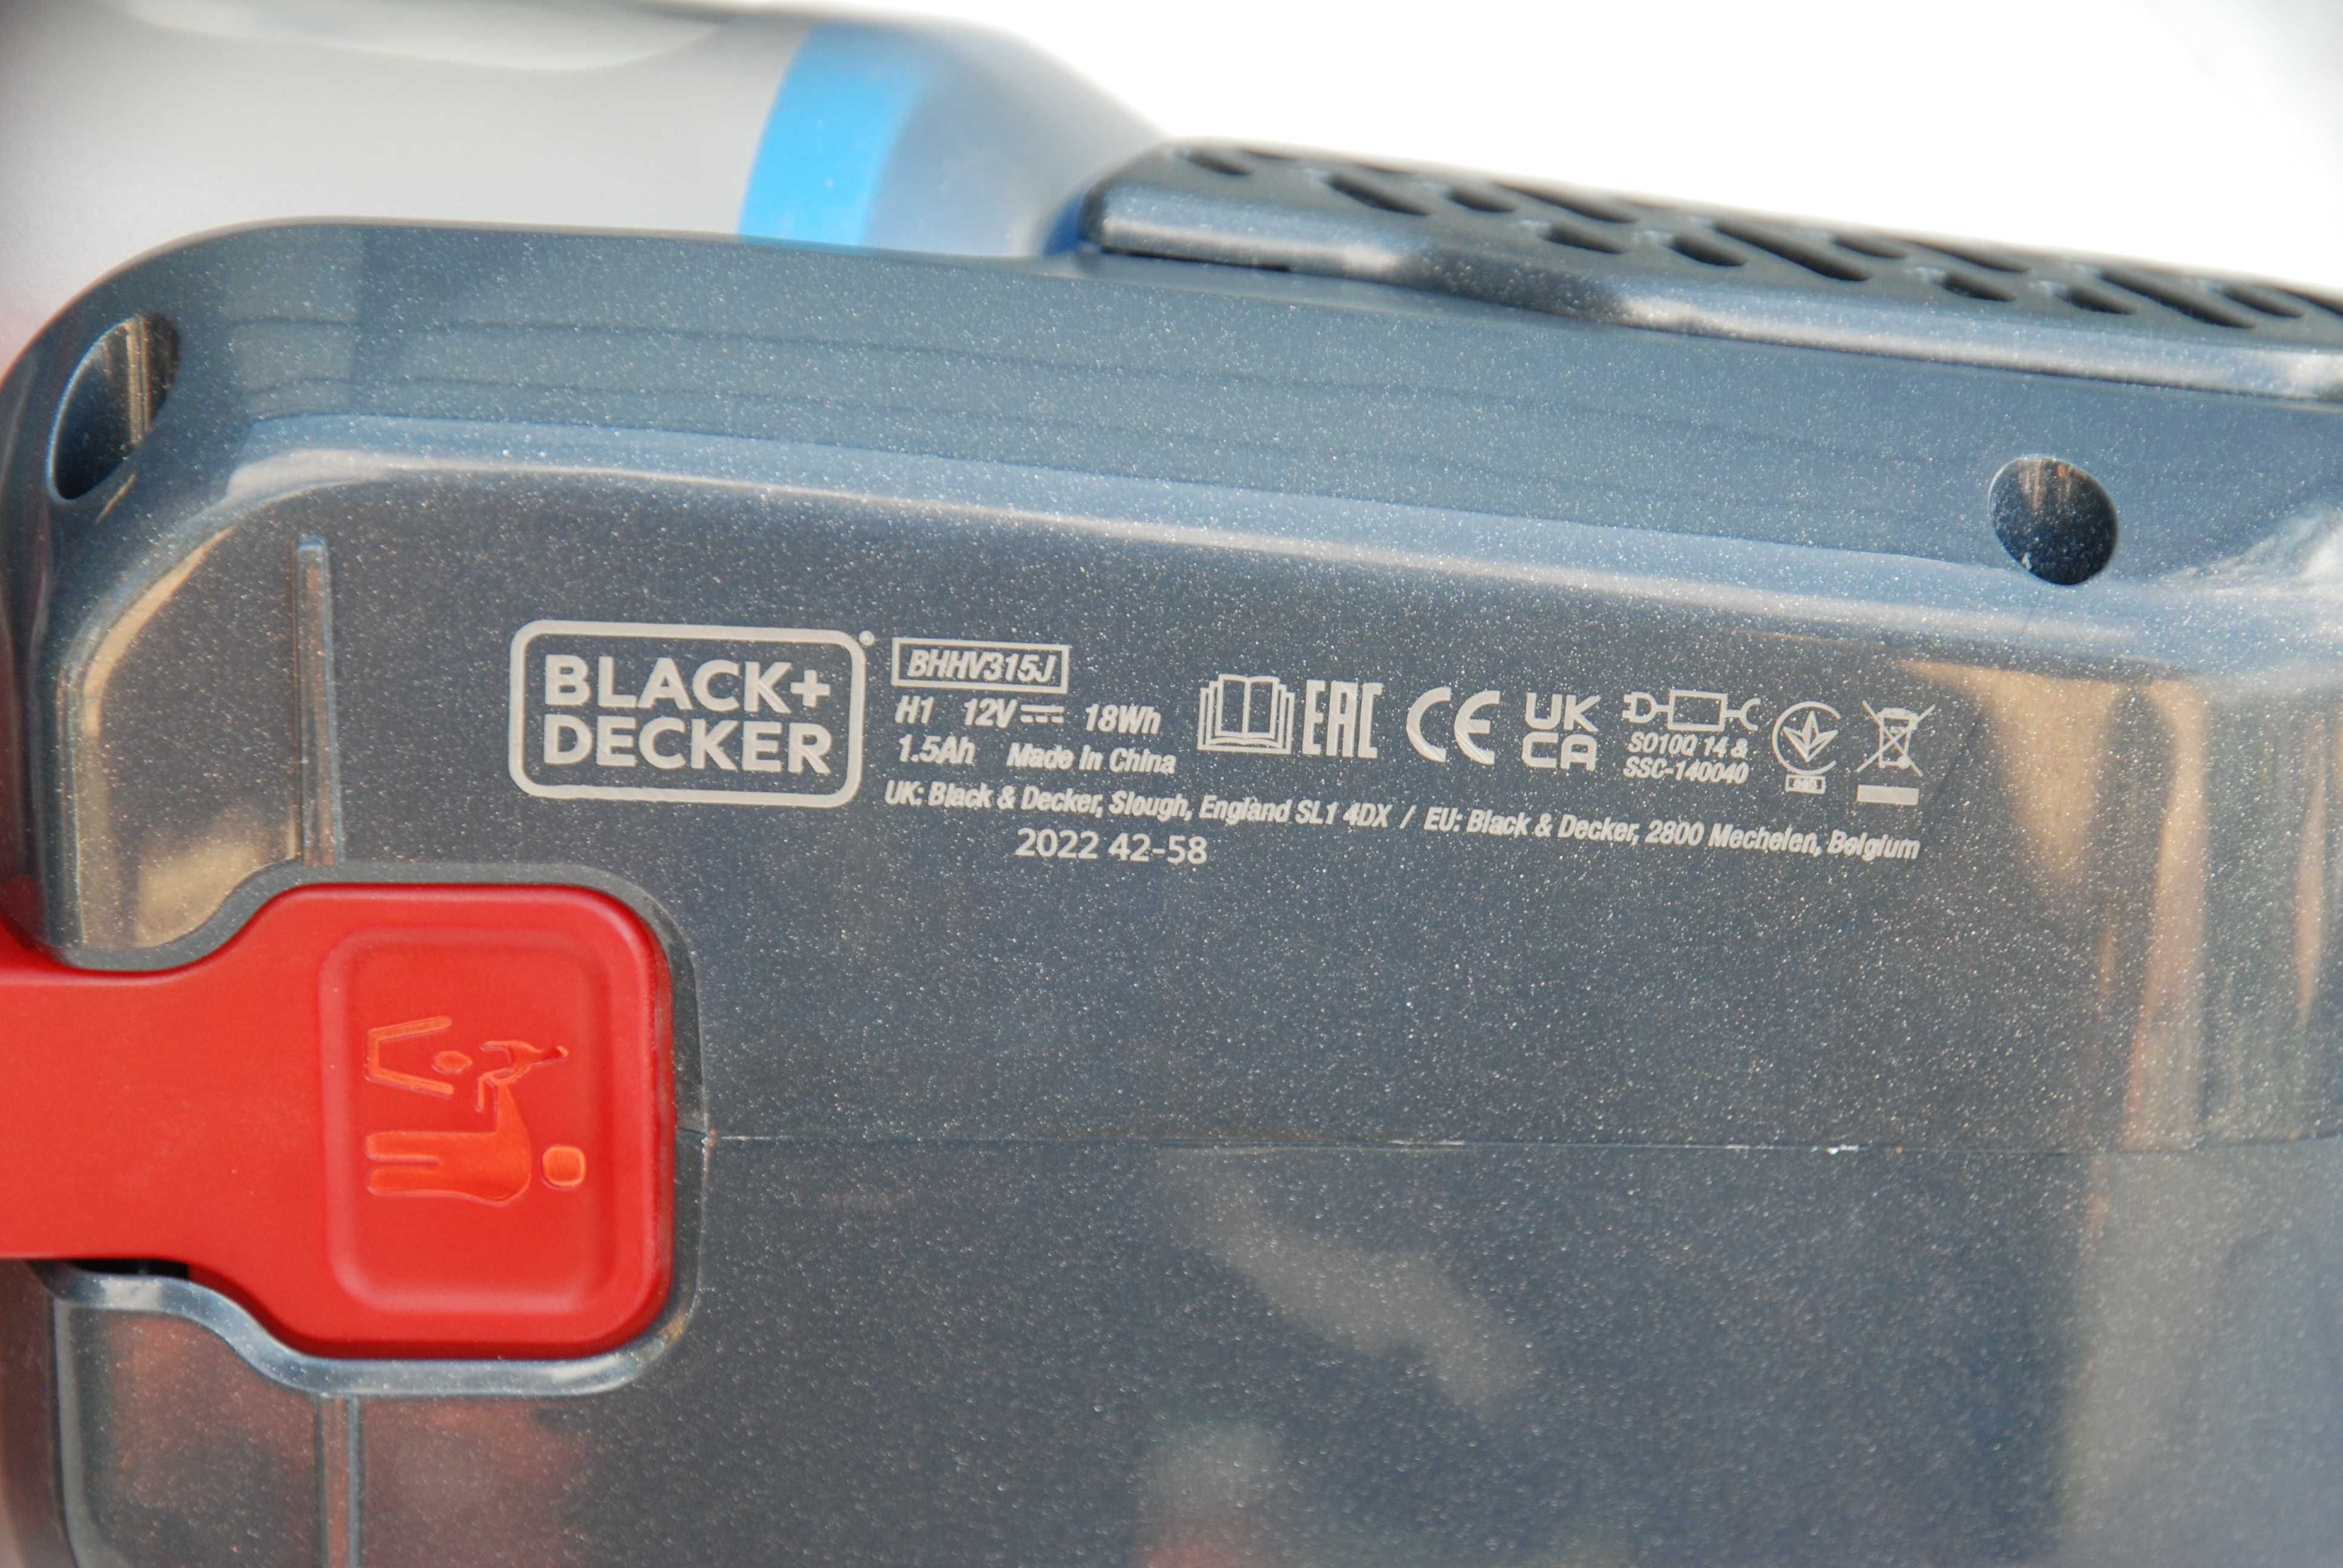 BLACK+
DECKER
BHHV315J
H1 12V 18Wh
1.5Ah Made in China
EAC CE UK
CA
S010Q 14 &
SSC-140040
UK: Black & Decker, Slough, England SL1 4DX / EU: Black & Decker, 2800 Mechelen, Belgium
2022 42-58